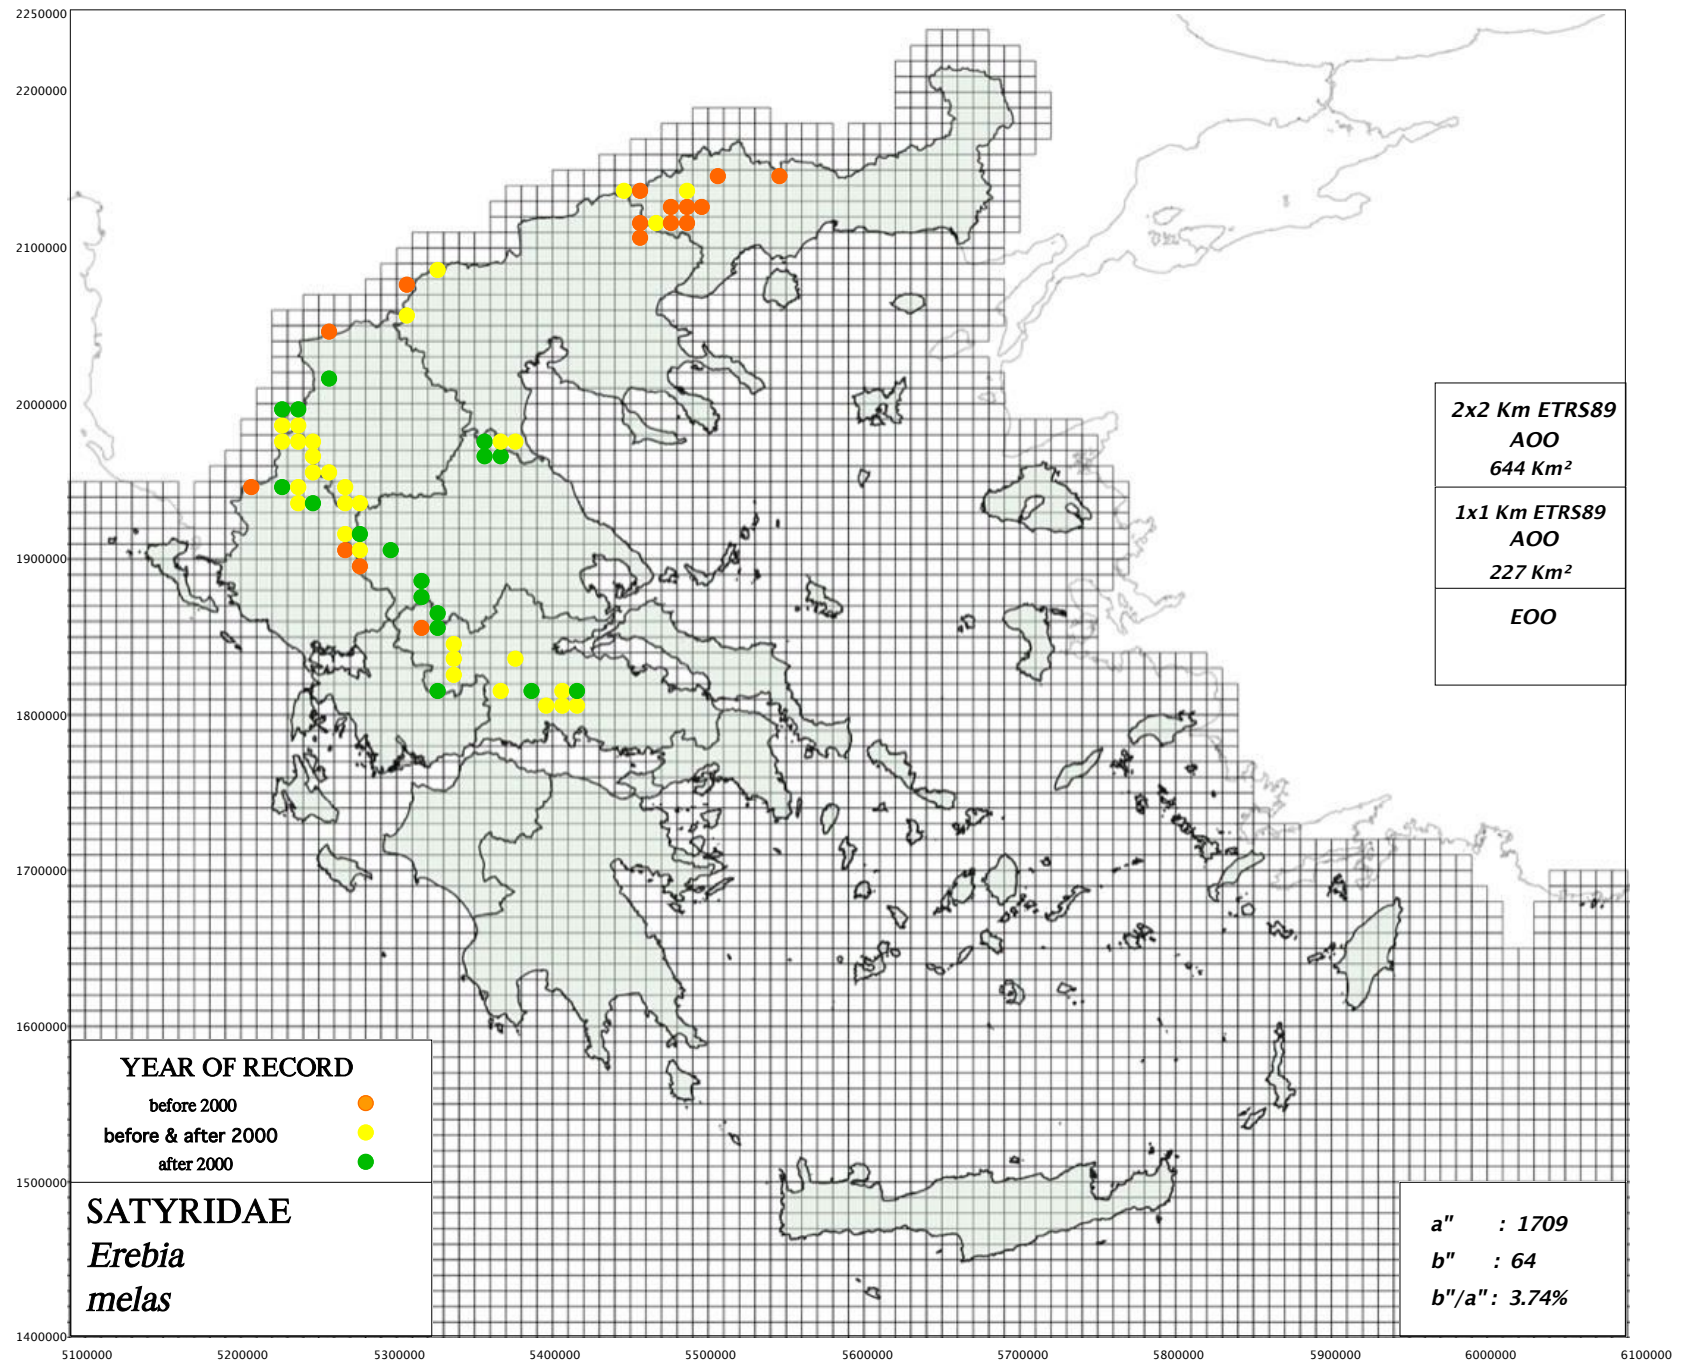 2250000
2200000
2100000
2000000
1900000
1800000
1700000
1600000
1500000
1400000
2x2 Km ETRS89
AOO
644 Km²
1x1 Km ETRS89
AOO
227 Km²
EOO
YEAR OF RECORD
before 2000
before & after 2000
after 2000
SATYRIDAE
Erebia
melas
a" : 1709
b" : 64
b"/a" : 3.74%
5100000 5200000 5300000 5400000 5500000 5600000 5700000 5800000 5900000 6000000 6100000